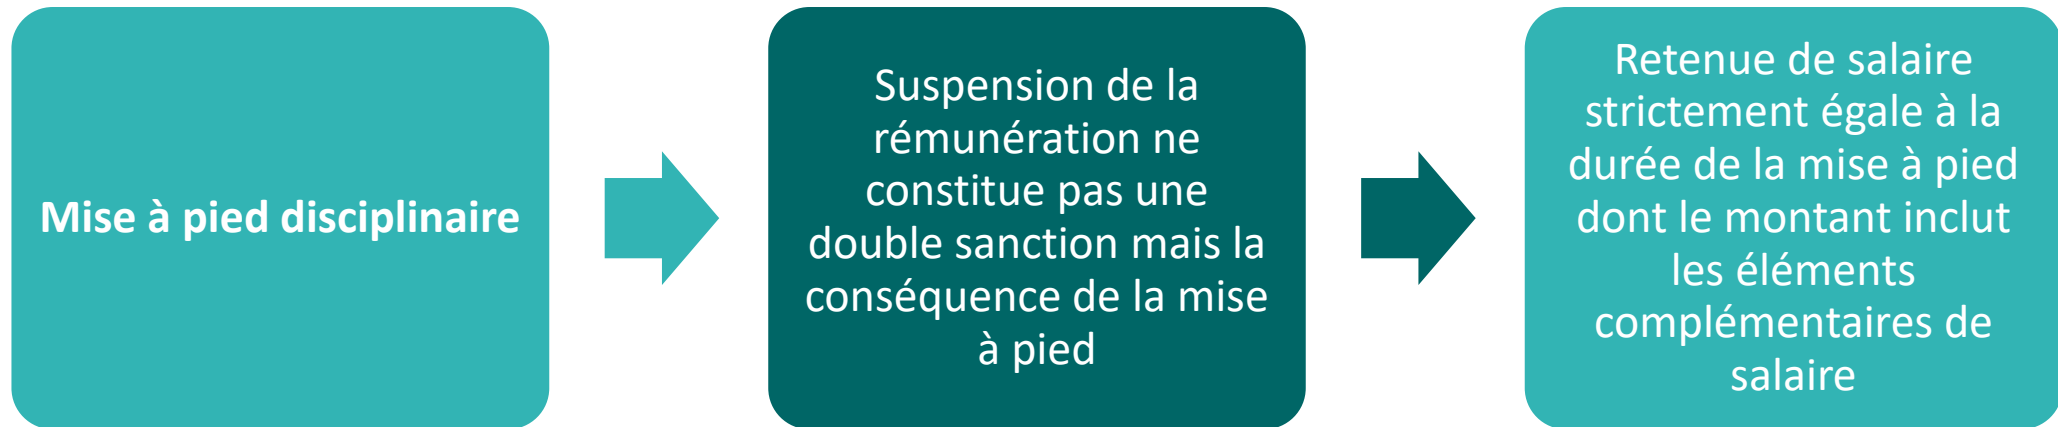 Mise à pied disciplinaire
Suspension de la
rémunération ne
constitue pas une
double sanction mais la
conséquence de la mise
à pied
Retenue de salaire
strictement égale à la
durée de la mise à pied
dont le montant inclut
les éléments
complémentaires de
salaire